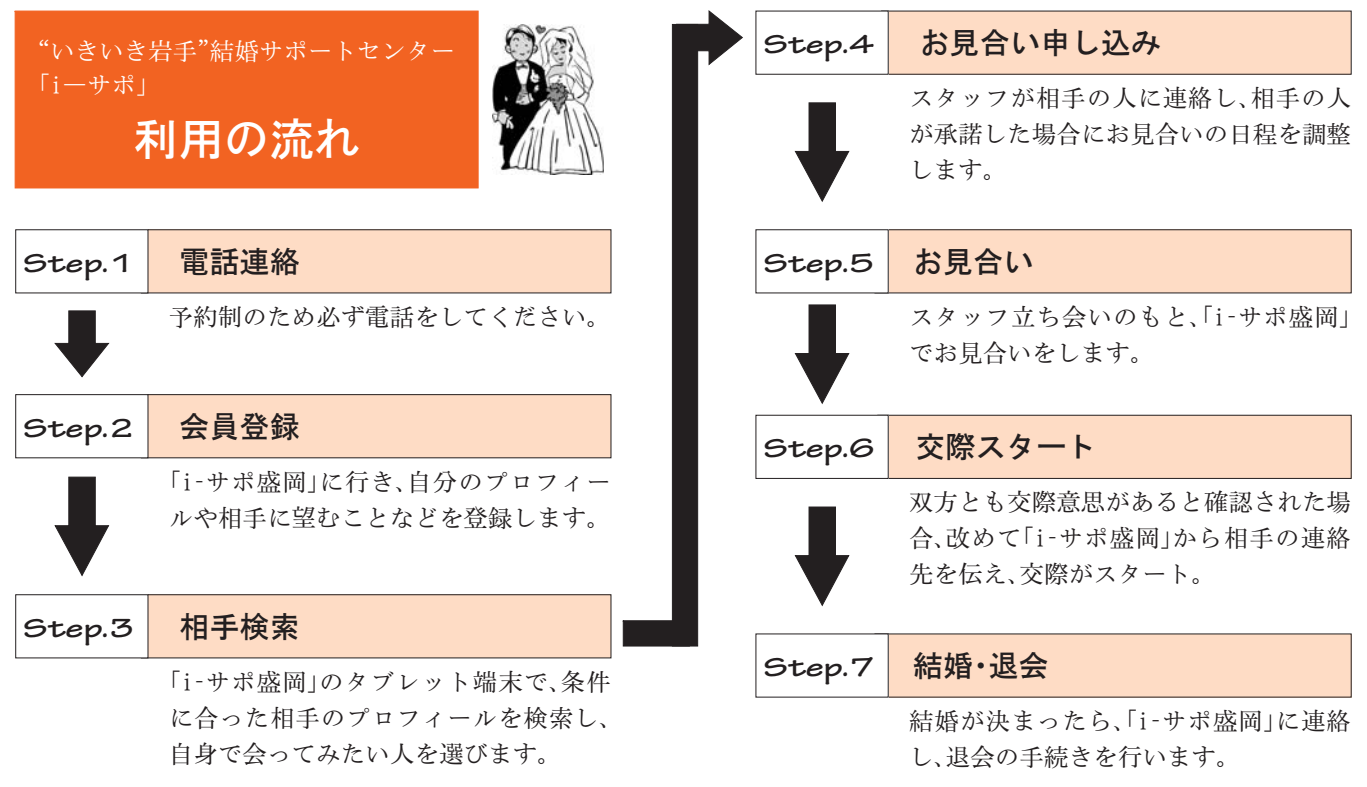 “いきいき岩手”結婚サポートセンター
「i―サポ」
利用の流れ
Step.1 電話連絡
予約制のため必ず電話をしてください。
Step.2 会員登録
「i-サポ盛岡」に行き、自分のプロフィー
ルや相手に望むことなどを登録します。
Step.3 相手検索
「i-サポ盛岡」のタブレット端末で、条件
に合った相手のプロフィールを検索し、
自身で会ってみたい人を選びます。
Step.4 お見合い申し込み
スタッフが相手の人に連絡し、相手の人
が承諾した場合にお見合いの日程を調整
します。
Step.5 お見合い
スタッフ立ち会いのもと、「i-サポ盛岡」
でお見合いをします。
Step.6 交際スタート
双方とも交際意思があると確認された場
合、改めて「i-サポ盛岡」から相手の連絡
先を伝え、交際がスタート。
Step.7 結婚・退会
結婚が決まったら、「i-サポ盛岡」に連絡
し、退会の手続きを行います。